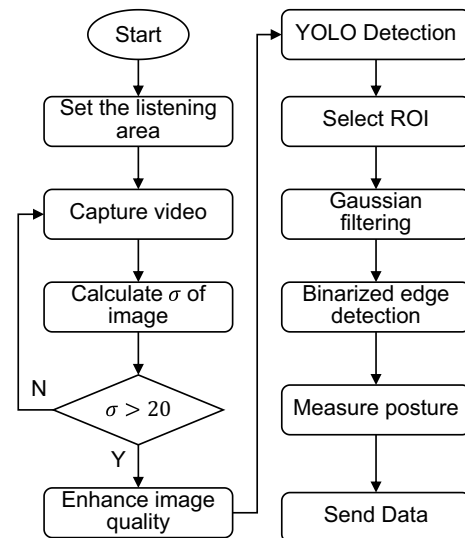 Start
Set the listening
area
Capture video
Calculate σ of
image
N
σ > 20
Y
Enhance image
quality
YOLO Detection
Select ROI
Gaussian
filtering
Binarized edge
detection
Measure posture
Send Data